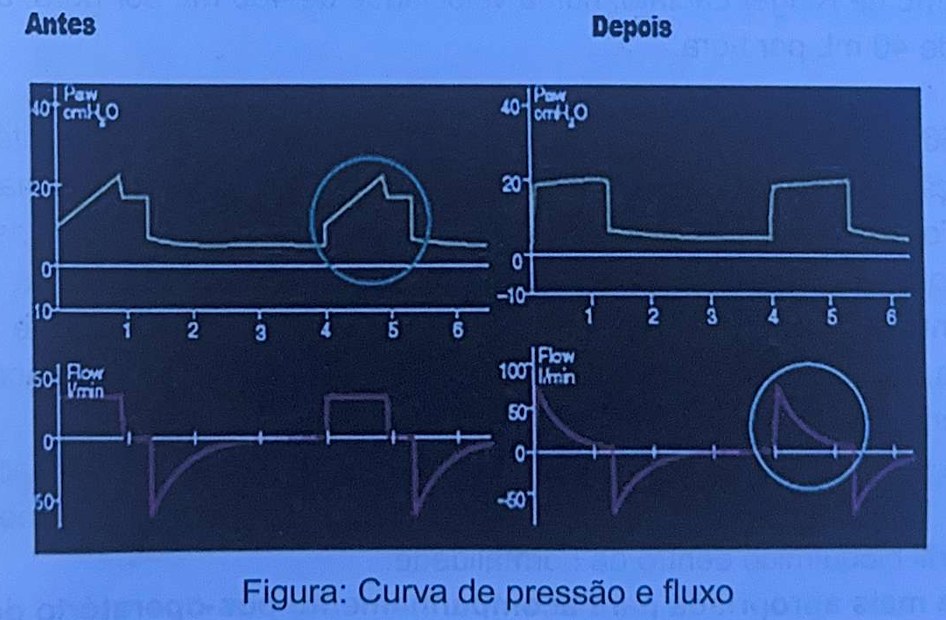 Antes
Depois
Paw
cmH₂O
40
20
0
10
1 2 3 4 5 6
Flow
l/min
50
0
50
Paw
cmH₂O
40
20
0
-10
1 2 3 4 5 6
Flow
l/min
100
50
0
-50
Figura: Curva de pressão e fluxo